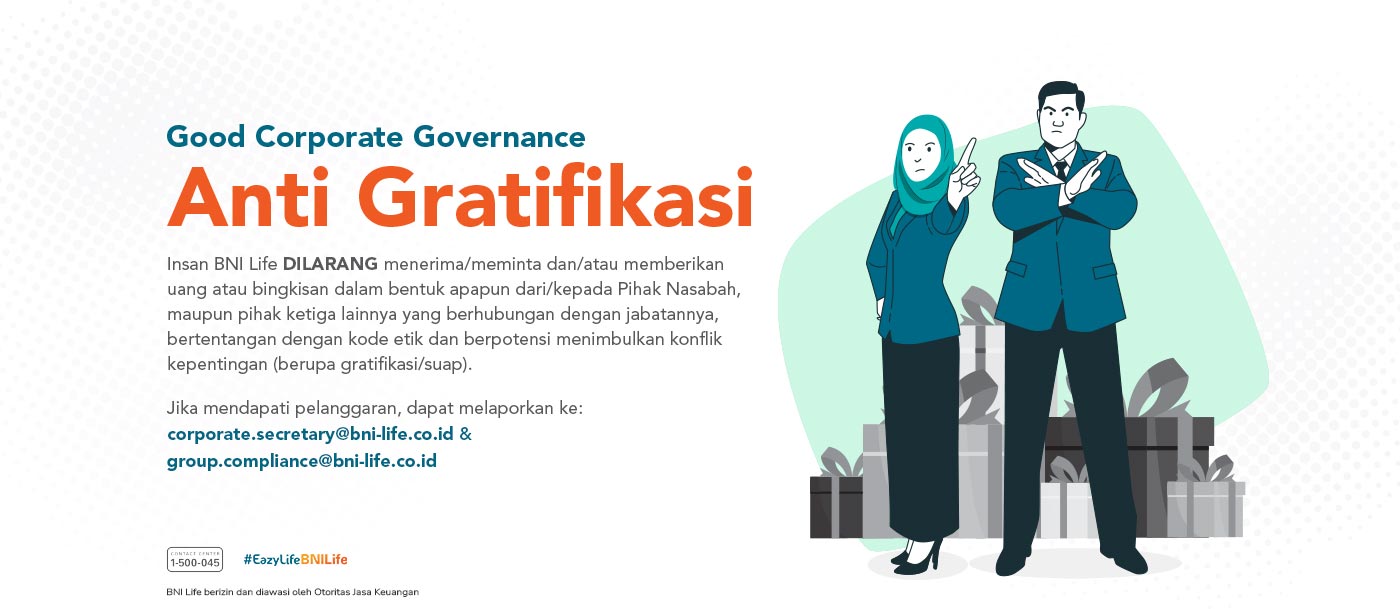 Good Corporate Governance
Anti Gratifikasi
Insan BNI Life DILARANG menerima/meminta dan/atau memberikan
uang atau bingkisan dalam bentuk apapun dari/kepada Pihak Nasabah,
maupun pihak ketiga lainnya yang berhubungan dengan jabatannya,
bertentangan dengan kode etik dan berpotensi menimbulkan konflik
kepentingan (berupa gratifikasi/suap).
Jika mendapati pelanggaran, dapat melaporkan ke:
corporate.secretary@bni-life.co.id &
group.compliance@bni-life.co.id
CONTACT CENTER
1-500-045
#EazyLifeBNILife
BNI Life berizin dan diawasi oleh Otoritas Jasa Keuangan